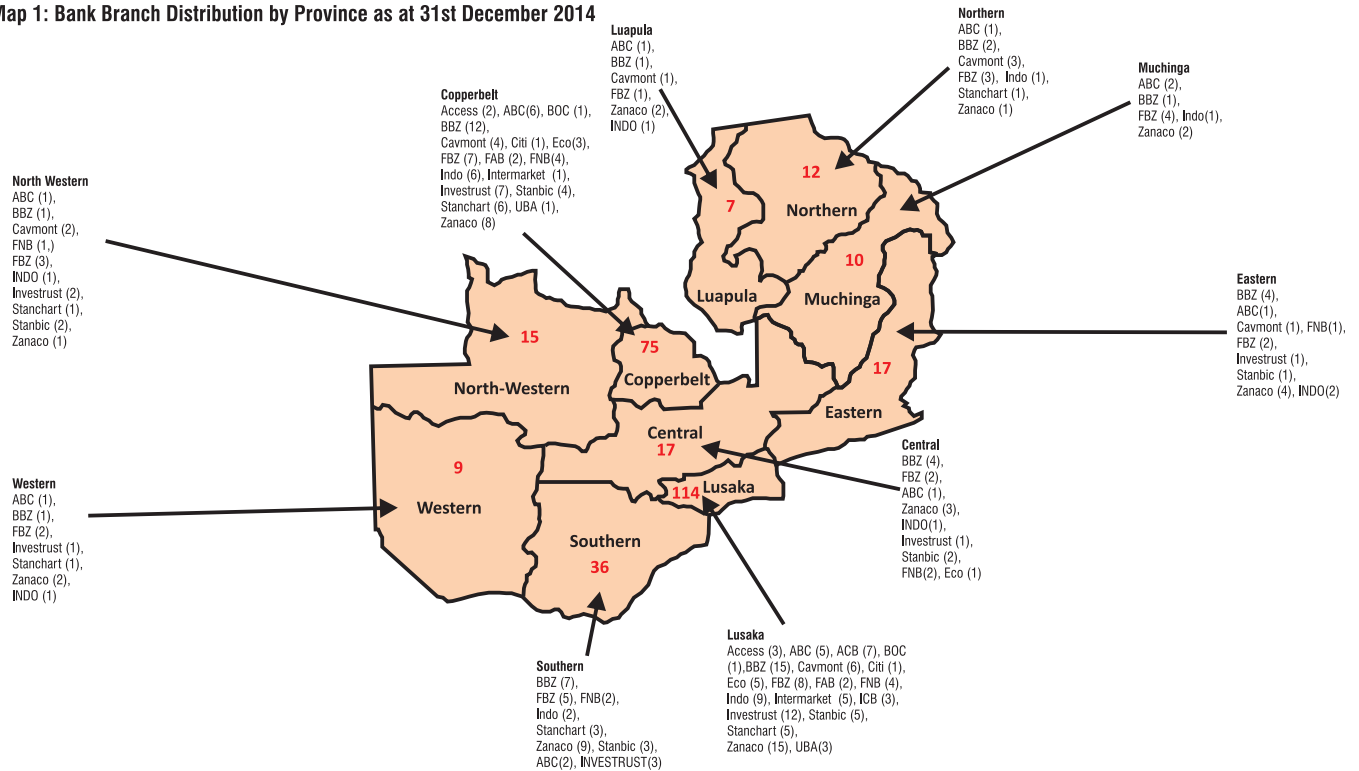 Map 1: Bank Branch Distribution by Province as at 31st December 2014
Luapula
ABC (1),
BBZ (1),
Cavmont (1),
FBZ (1),
Zanaco (2),
INDO (1)
Northern
ABC (1),
BBZ (2),
Cavmont (3),
FBZ (3), Indo (1),
Stanchart (1),
Zanaco (1)
Muchinga
ABC (2),
BBZ (1),
FBZ (4), Indo(1),
Zanaco (2)
Copperbelt
Access (2), ABC(6), BOC (1),
BBZ (12),
Cavmont (4), Citi (1), Eco(3),
FBZ (7), FAB (2), FNB(4),
Indo (6), Intermarket (1),
Investrust (7), Stanbic (4),
Stanchart (6), UBA (1),
Zanaco (8)
North Western
ABC (1),
BBZ (1),
Cavmont (2),
FNB (1,)
FBZ (3),
INDO (1),
Investrust (2),
Stanchart (1),
Stanbic (2),
Zanaco (1)
Eastern
BBZ (4),
ABC(1),
Cavmont (1), FNB(1),
FBZ (2),
Investrust (1),
Stanbic (1),
Zanaco (4), INDO(2)
12
Northern
7
Luapula
10
Muchinga
15
North-Western
75
Copperbelt
17
Eastern
Central
17
9
Western
114 Lusaka
Southern
36
Western
ABC (1),
BBZ (1),
FBZ (2),
Investrust (1),
Stanchart (1),
Zanaco (2),
INDO (1)
Central
BBZ (4),
FBZ (2),
ABC (1),
Zanaco (3),
INDO(1),
Investrust (1),
Stanbic (2),
FNB(2), Eco (1)
Southern
BBZ (7),
FBZ (5), FNB(2),
Indo (2),
Stanchart (3),
Zanaco (9), Stanbic (3),
ABC(2), INVESTRUST(3)
Lusaka
Access (3), ABC (5), ACB (7), BOC
(1),BBZ (15), Cavmont (6), Citi (1),
Eco (5), FBZ (8), FAB (2), FNB (4),
Indo (9), Intermarket (5), ICB (3),
Investrust (12), Stanbic (5),
Stanchart (5),
Zanaco (15), UBA(3)